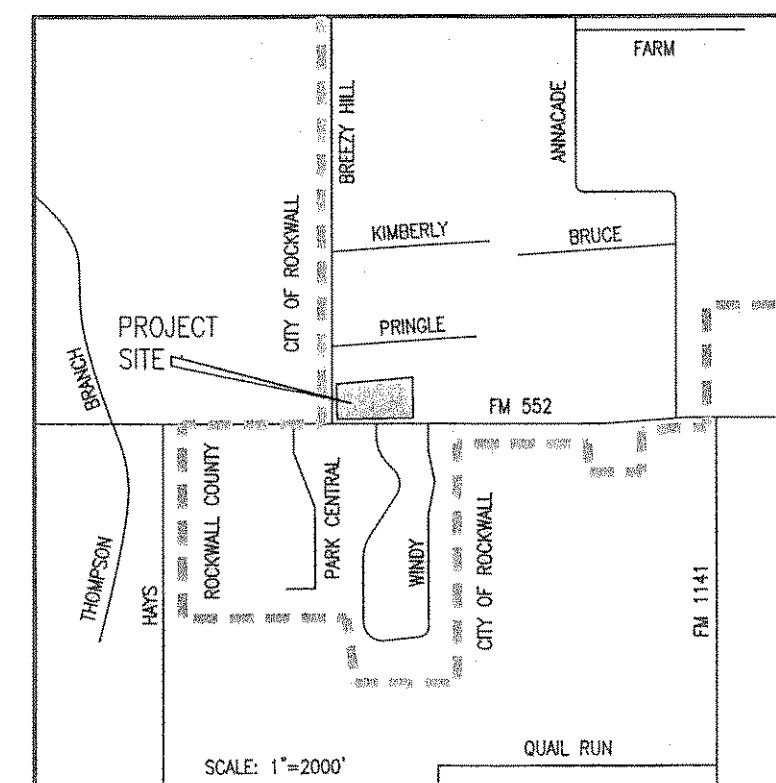 FARM
BREEZY HILL
ANNACADE
CITY OF ROCKWALL
KIMBERLY
BRUCE
PROJECT
SITE
PRINGLE
BRANCH
FM 552
ROCKWALL COUNTY
PARK CENTRAL
WINDY
CITY OF ROCKWALL
THOMPSON
HAYS
FM 1141
SCALE: 1"=2000'
QUAIL RUN